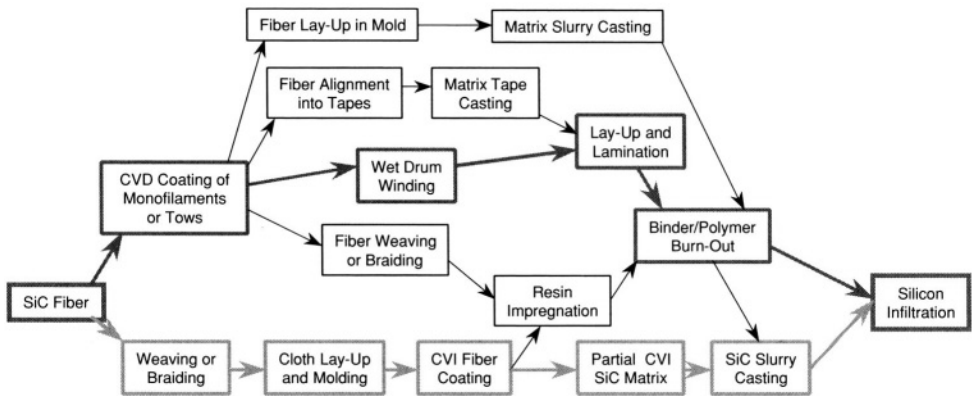 Fiber Lay-Up in Mold
Matrix Slurry Casting
Fiber Alignment
into Tapes
Matrix Tape
Casting
Lay-Up and
Lamination
CVD Coating of
Monofilaments
or Tows
Wet Drum
Winding
Binder/Polymer
Burn-Out
Fiber Weaving
or Braiding
SiC Fiber
Resin
Impregnation
Silicon
Infiltration
Weaving or
Braiding
Cloth Lay-Up
and Molding
CVI Fiber
Coating
Partial CVI
SiC Matrix
SiC Slurry
Casting